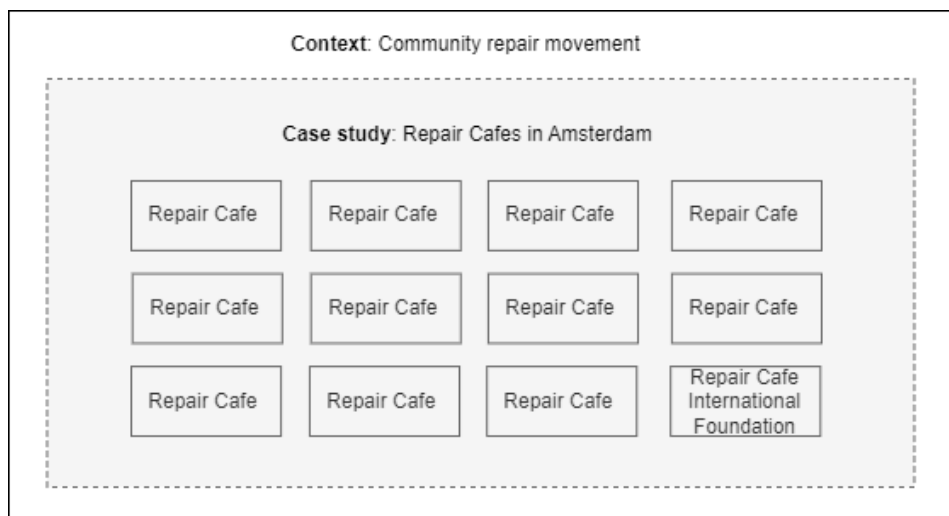 Context: Community repair movement
Case study: Repair Cafes in Amsterdam
Repair Cafe
Repair Cafe
Repair Cafe
Repair Cafe
Repair Cafe
Repair Cafe
Repair Cafe
Repair Cafe
Repair Cafe
Repair Cafe
Repair Cafe
Repair Cafe
International
Foundation